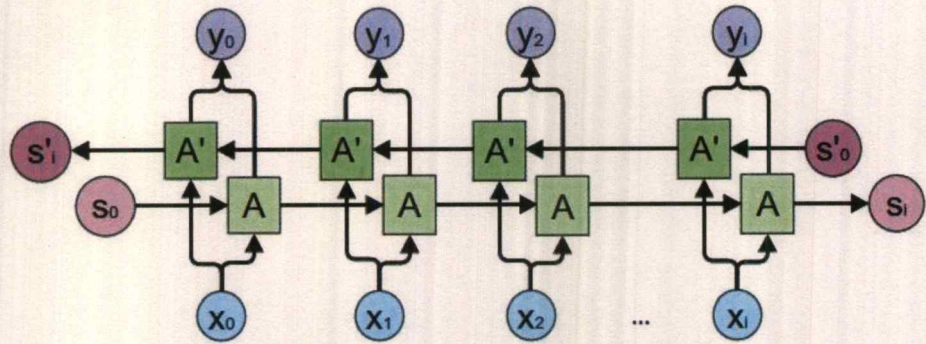 y₀ y₁ y₂ yᵢ
s'ᵢ A' A' A' A' s'₀
s₀ A A A A sᵢ
x₀ x₁ x₂ ... xᵢ